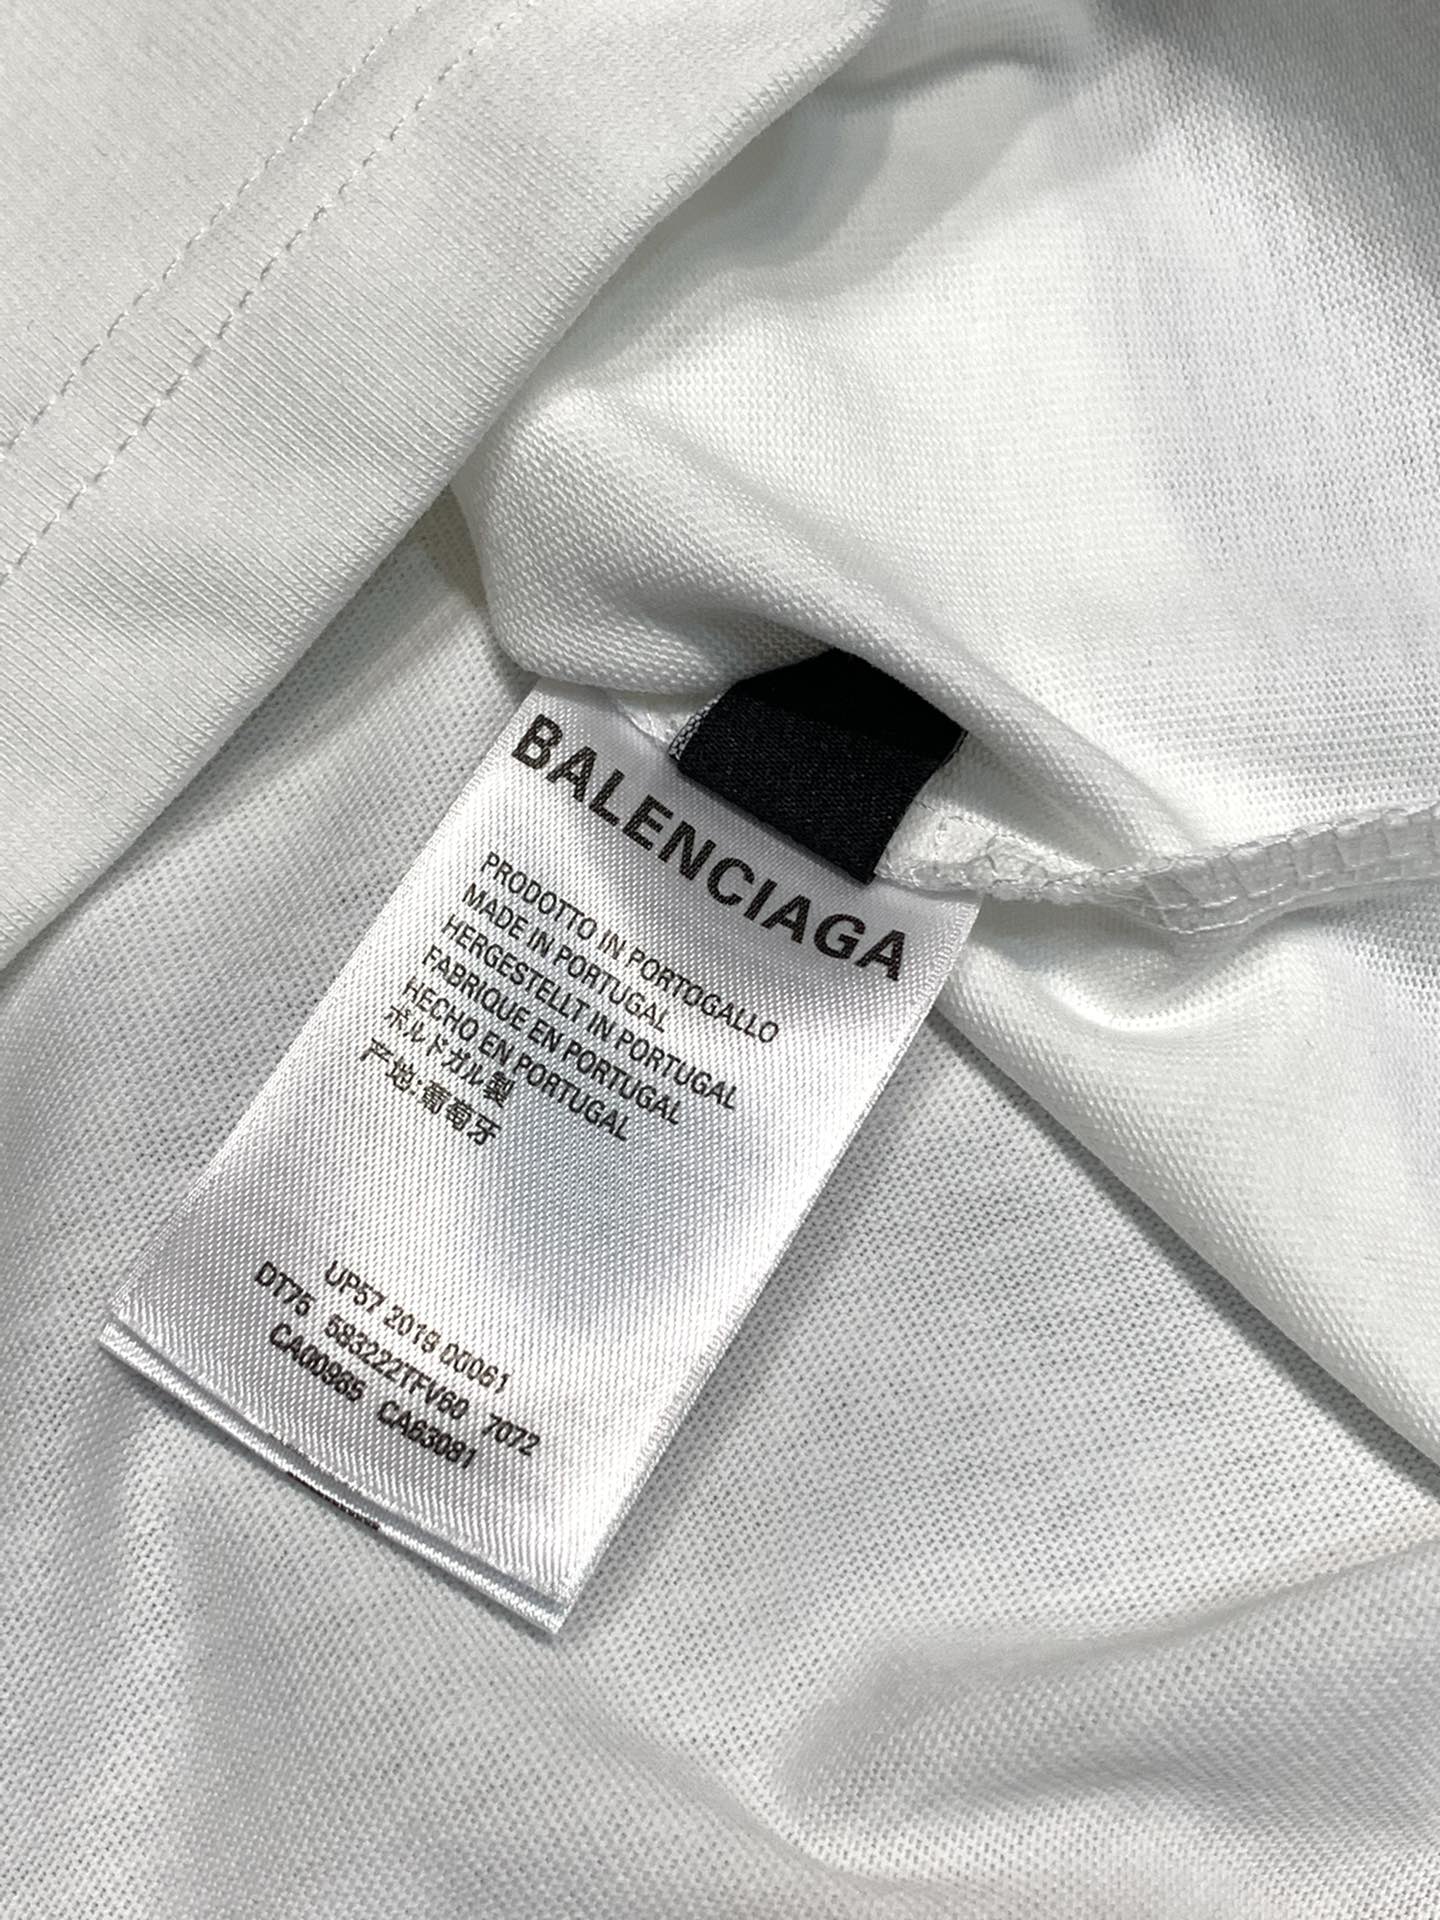 BALENCIAGA
PRODOTTO IN PORTOGALLO
MADE IN PORTUGAL
HERGESTELLT IN PORTUGAL
FABRIQUE EN PORTUGAL
HECHO EN PORTUGAL
ポルトガル製
产地:葡萄牙
UP57 2019 00061
DT75 583222TFV60 7072
CA00965 CA63081